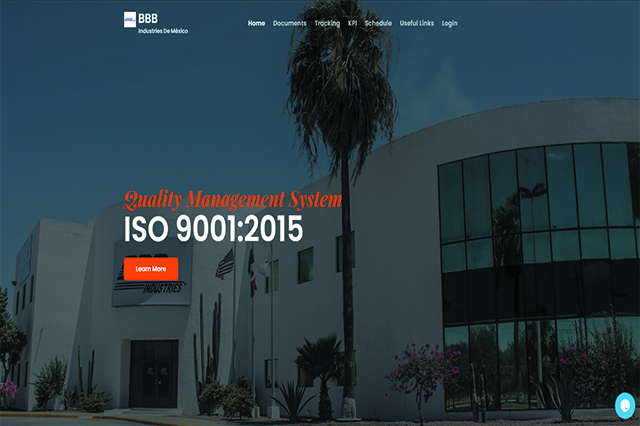 BBB
Industries De México
Home Documents Tracking KPI Schedule Useful Links Login
Quality Management System
ISO 9001:2015
Learn More
BBB
INDUSTRIES